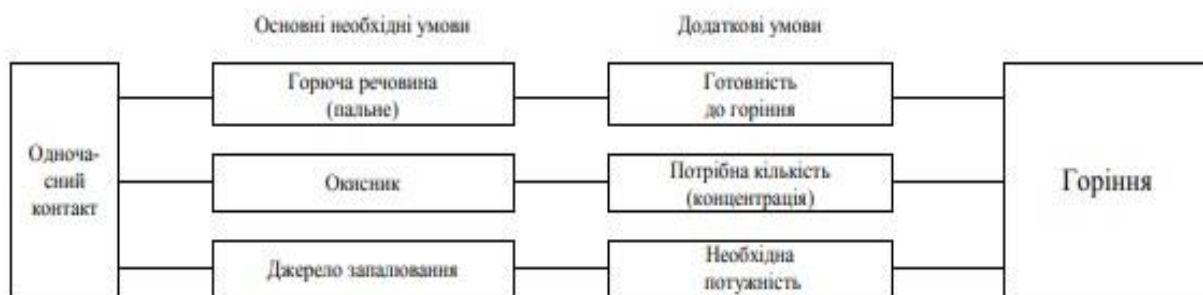 Основні необхідні умови
Додаткові умови
Одноча-
сний
контакт
Горюча речовина
(пальне)
Готовність
до горіння
Окисник
Потрібна кількість
(концентрація)
Джерело запалювання
Необхідна
потужність
Горіння